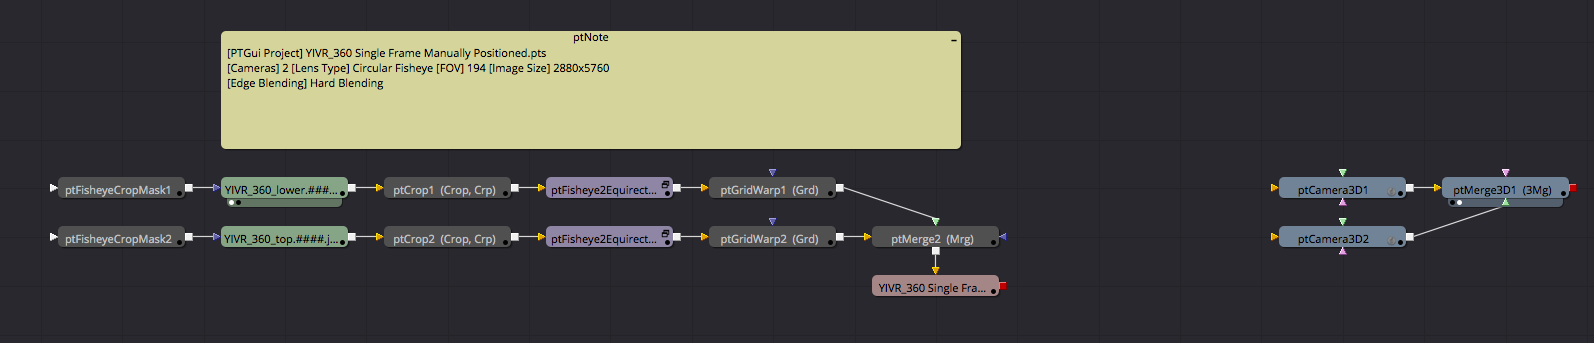 ptNote
[PTGui Project] YIVR_360 Single Frame Manually Positioned.pts
[Cameras] 2 [Lens Type] Circular Fisheye [FOV] 194 [Image Size] 2880x5760
[Edge Blending] Hard Blending
ptFisheyeCropMask1
YIVR_360_lower.###...
ptCrop1 (Crop, Crp)
ptFisheye2Equirect...
ptGridWarp1 (Grd)
ptCamera3D1
ptMerge3D1 (3Mg)
ptFisheyeCropMask2
YIVR_360_top.####.j...
ptCrop2 (Crop, Crp)
ptFisheye2Equirect...
ptGridWarp2 (Grd)
ptMerge2 (Mrg)
ptCamera3D2
YIVR_360 Single Fra...